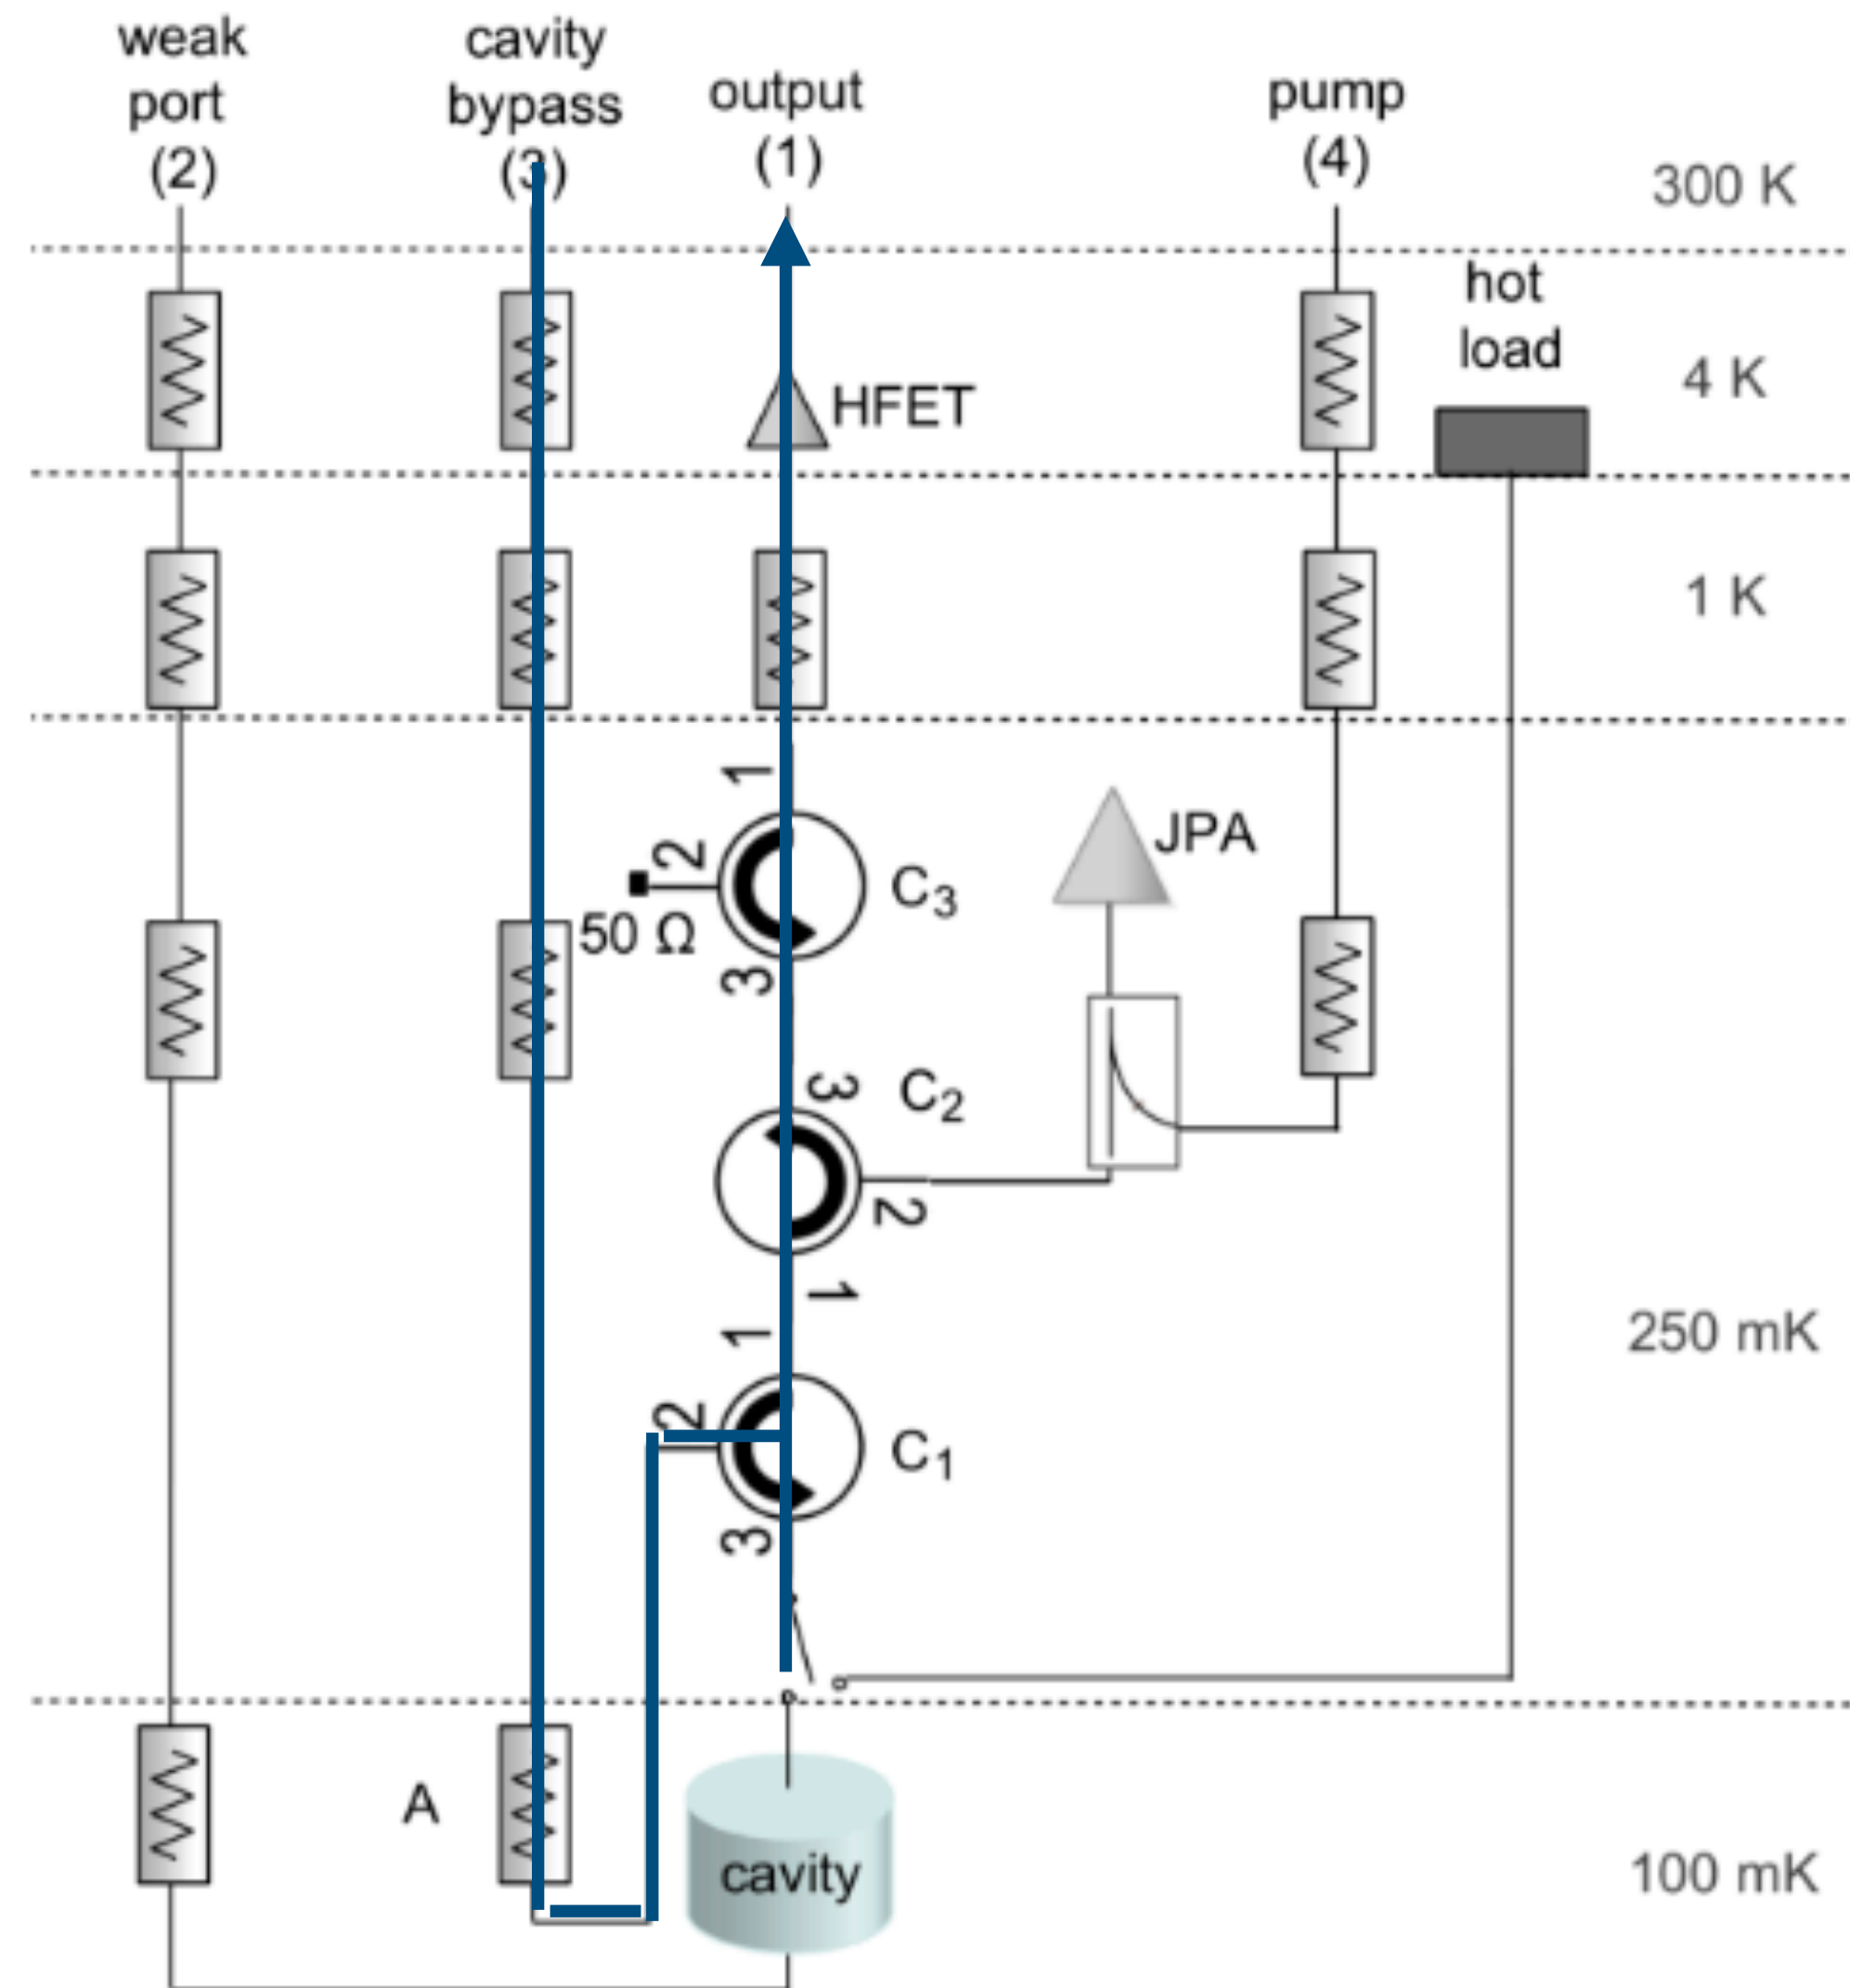 weak
port
(2)
cavity
bypass
(3)
output
(1)
pump
(4)
300 K
hot
load
4 K
HFET
1 K
1
2
50 Ω
3
C3
JPA
3
C2
2
1
250 mK
1
2
C1
3
A
cavity
100 mK